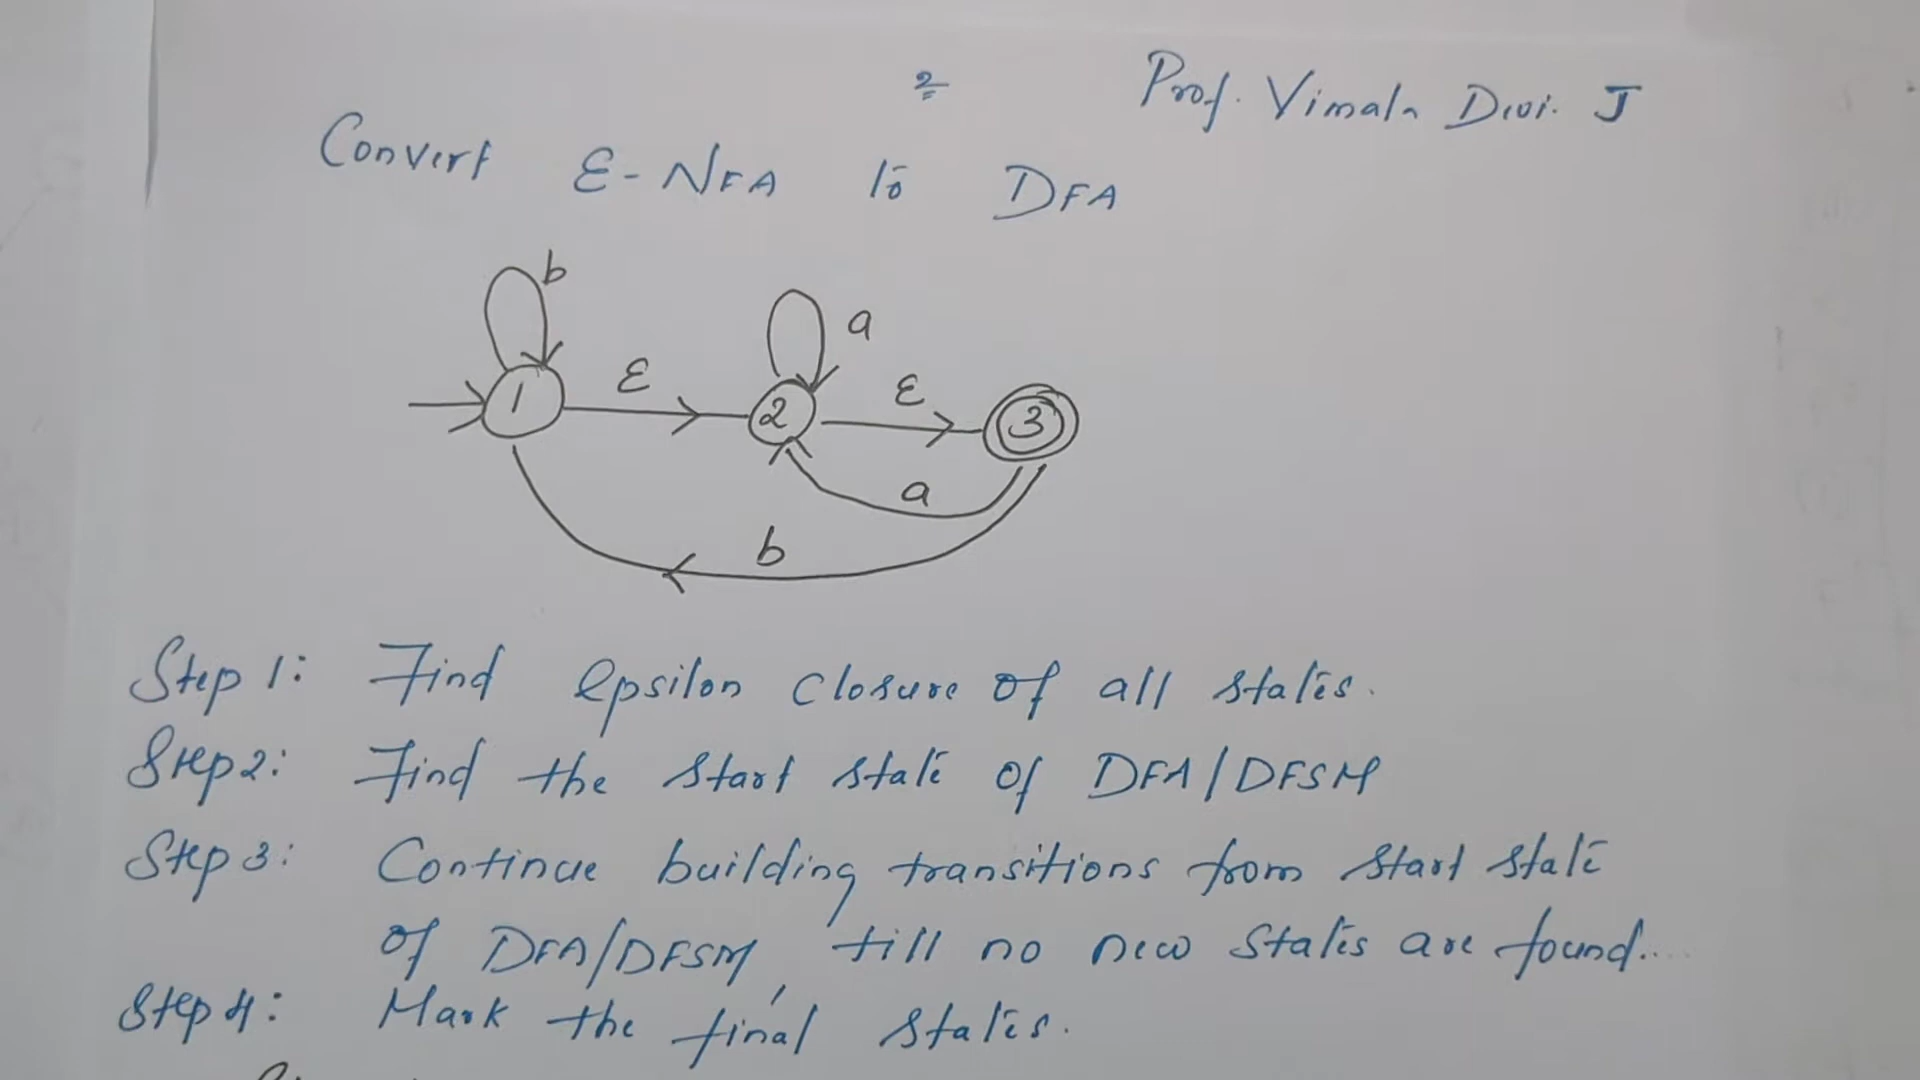 2
Prof. Vimala Divi. J
Convert ε-NFA to DFA
b
a
ε
ε
1
2
3
a
b
Step 1: Find epsilon closure of all states.
Step 2: Find the start state of DFA/DFSM
Step 3: Continue building transitions from start state
of DFA/DFSM, till no new states are found...
Step 4: Mark the final states.